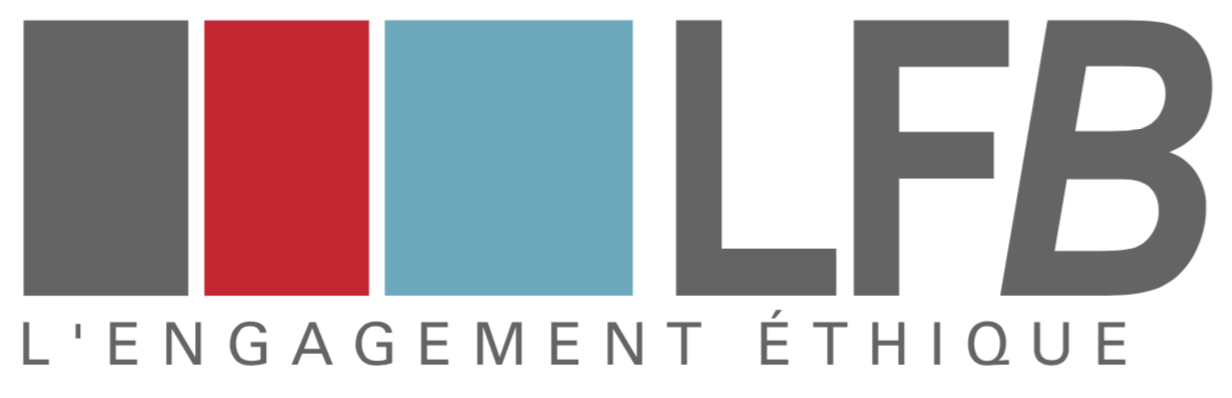 LFB
L'ENGAGEMENT ÉTHIQUE